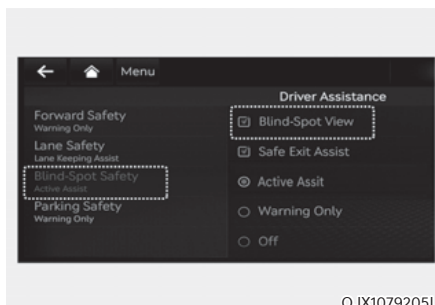 Menu
Driver Assistance
Forward Safety
Warning Only
Lane Safety
Lane Keeping Assist
Blind-Spot Safety
Active Assist
Parking Safety
Warning Only
Blind-Spot View
Safe Exit Assist
Active Assit
Warning Only
Off